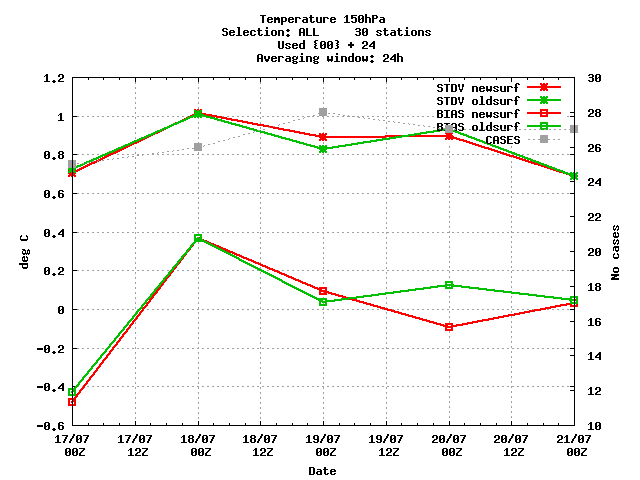 Temperature 150hPa
Selection: ALL     30 stations
Used {00} + 24
Averaging window: 24h
1.2
1
0.8
0.6
0.4
0.2
0
-0.2
-0.4
-0.6
deg C
30
28
26
24
22
20
18
16
14
12
10
No cases
STDV newsurf
STDV oldsurf
BIAS newsurf
BIAS oldsurf
CASES
17/07 17/07 18/07 18/07 19/07 19/07 20/07 20/07 21/07
00Z 12Z 00Z 12Z 00Z 12Z 00Z 12Z 00Z
Date